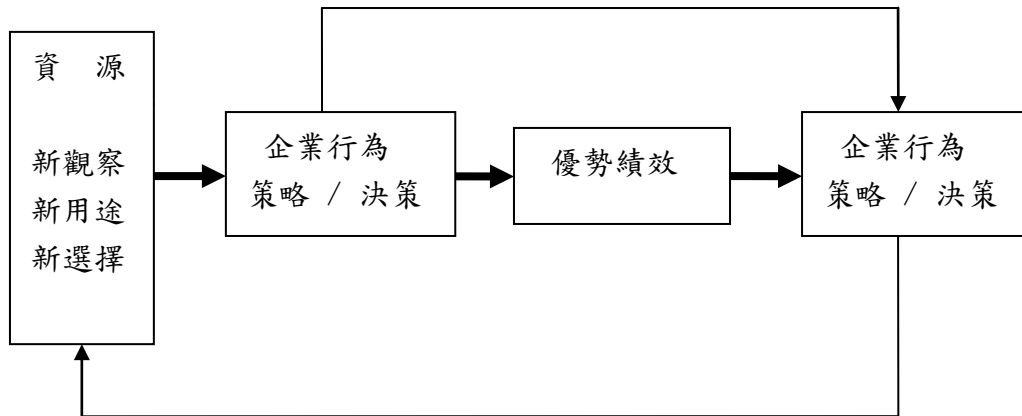 資 源
新觀察
新用途
新選擇
企業行為
策略 / 決策
優勢績效
企業行為
策略 / 決策